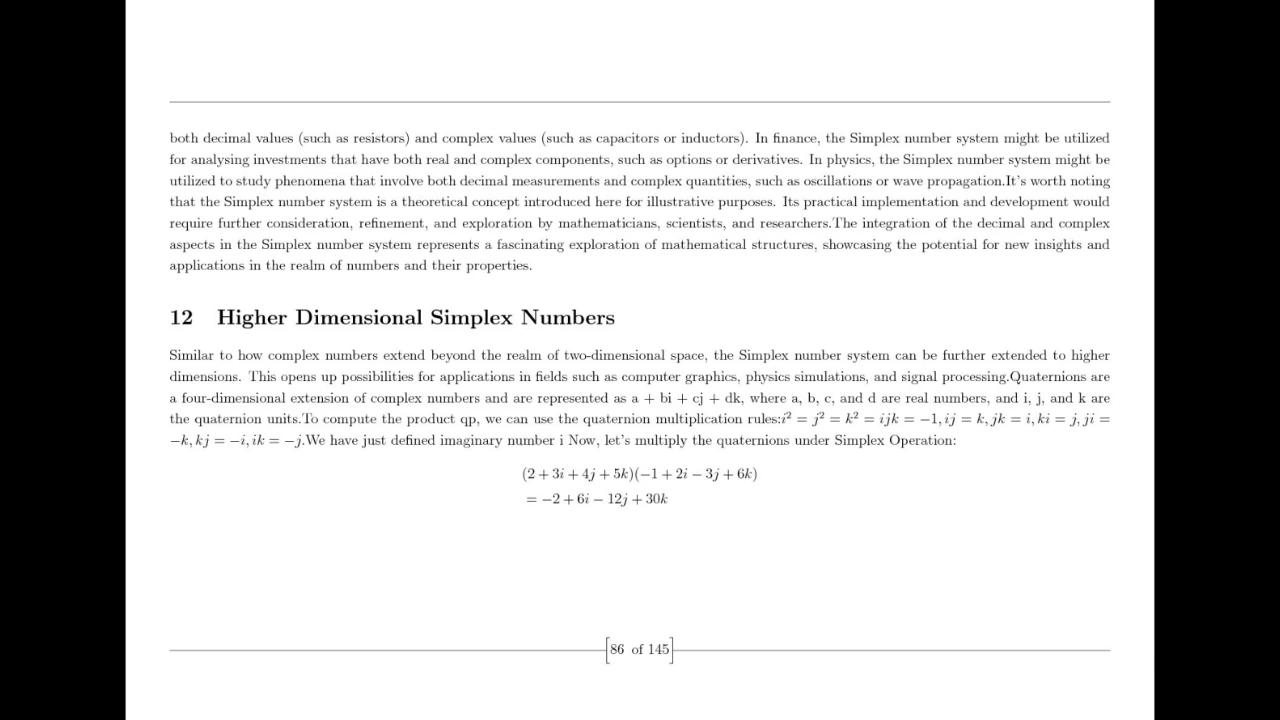 both decimal values (such as resistors) and complex values (such as capacitors or inductors). In finance, the Simplex number system might be utilized
for analysing investments that have both real and complex components, such as options or derivatives. In physics, the Simplex number system might be
utilized to study phenomena that involve both decimal measurements and complex quantities, such as oscillations or wave propagation.It's worth noting
that the Simplex number system is a theoretical concept introduced here for illustrative purposes. Its practical implementation and development would
require further consideration, refinement, and exploration by mathematicians, scientists, and researchers.The integration of the decimal and complex
aspects in the Simplex number system represents a fascinating exploration of mathematical structures, showcasing the potential for new insights and
applications in the realm of numbers and their properties.
12 Higher Dimensional Simplex Numbers
Similar to how complex numbers extend beyond the realm of two-dimensional space, the Simplex number system can be further extended to higher
dimensions. This opens up possibilities for applications in fields such as computer graphics, physics simulations, and signal processing.Quaternions are
a four-dimensional extension of complex numbers and are represented as a + bi + cj + dk, where a, b, c, and d are real numbers, and i, j, and k are
the quaternion units.To compute the product qp, we can use the quaternion multiplication rules:i² = j² = k² = ijk = −1, ij = k, jk = i, ki = j, ji =
−k, kj = −i, ik = −j.We have just defined imaginary number i Now, let's multiply the quaternions under Simplex Operation:
(2 + 3i + 4j + 5k)(−1 + 2i − 3j + 6k)
= −2 + 6i − 12j + 30k
[86 of 145]